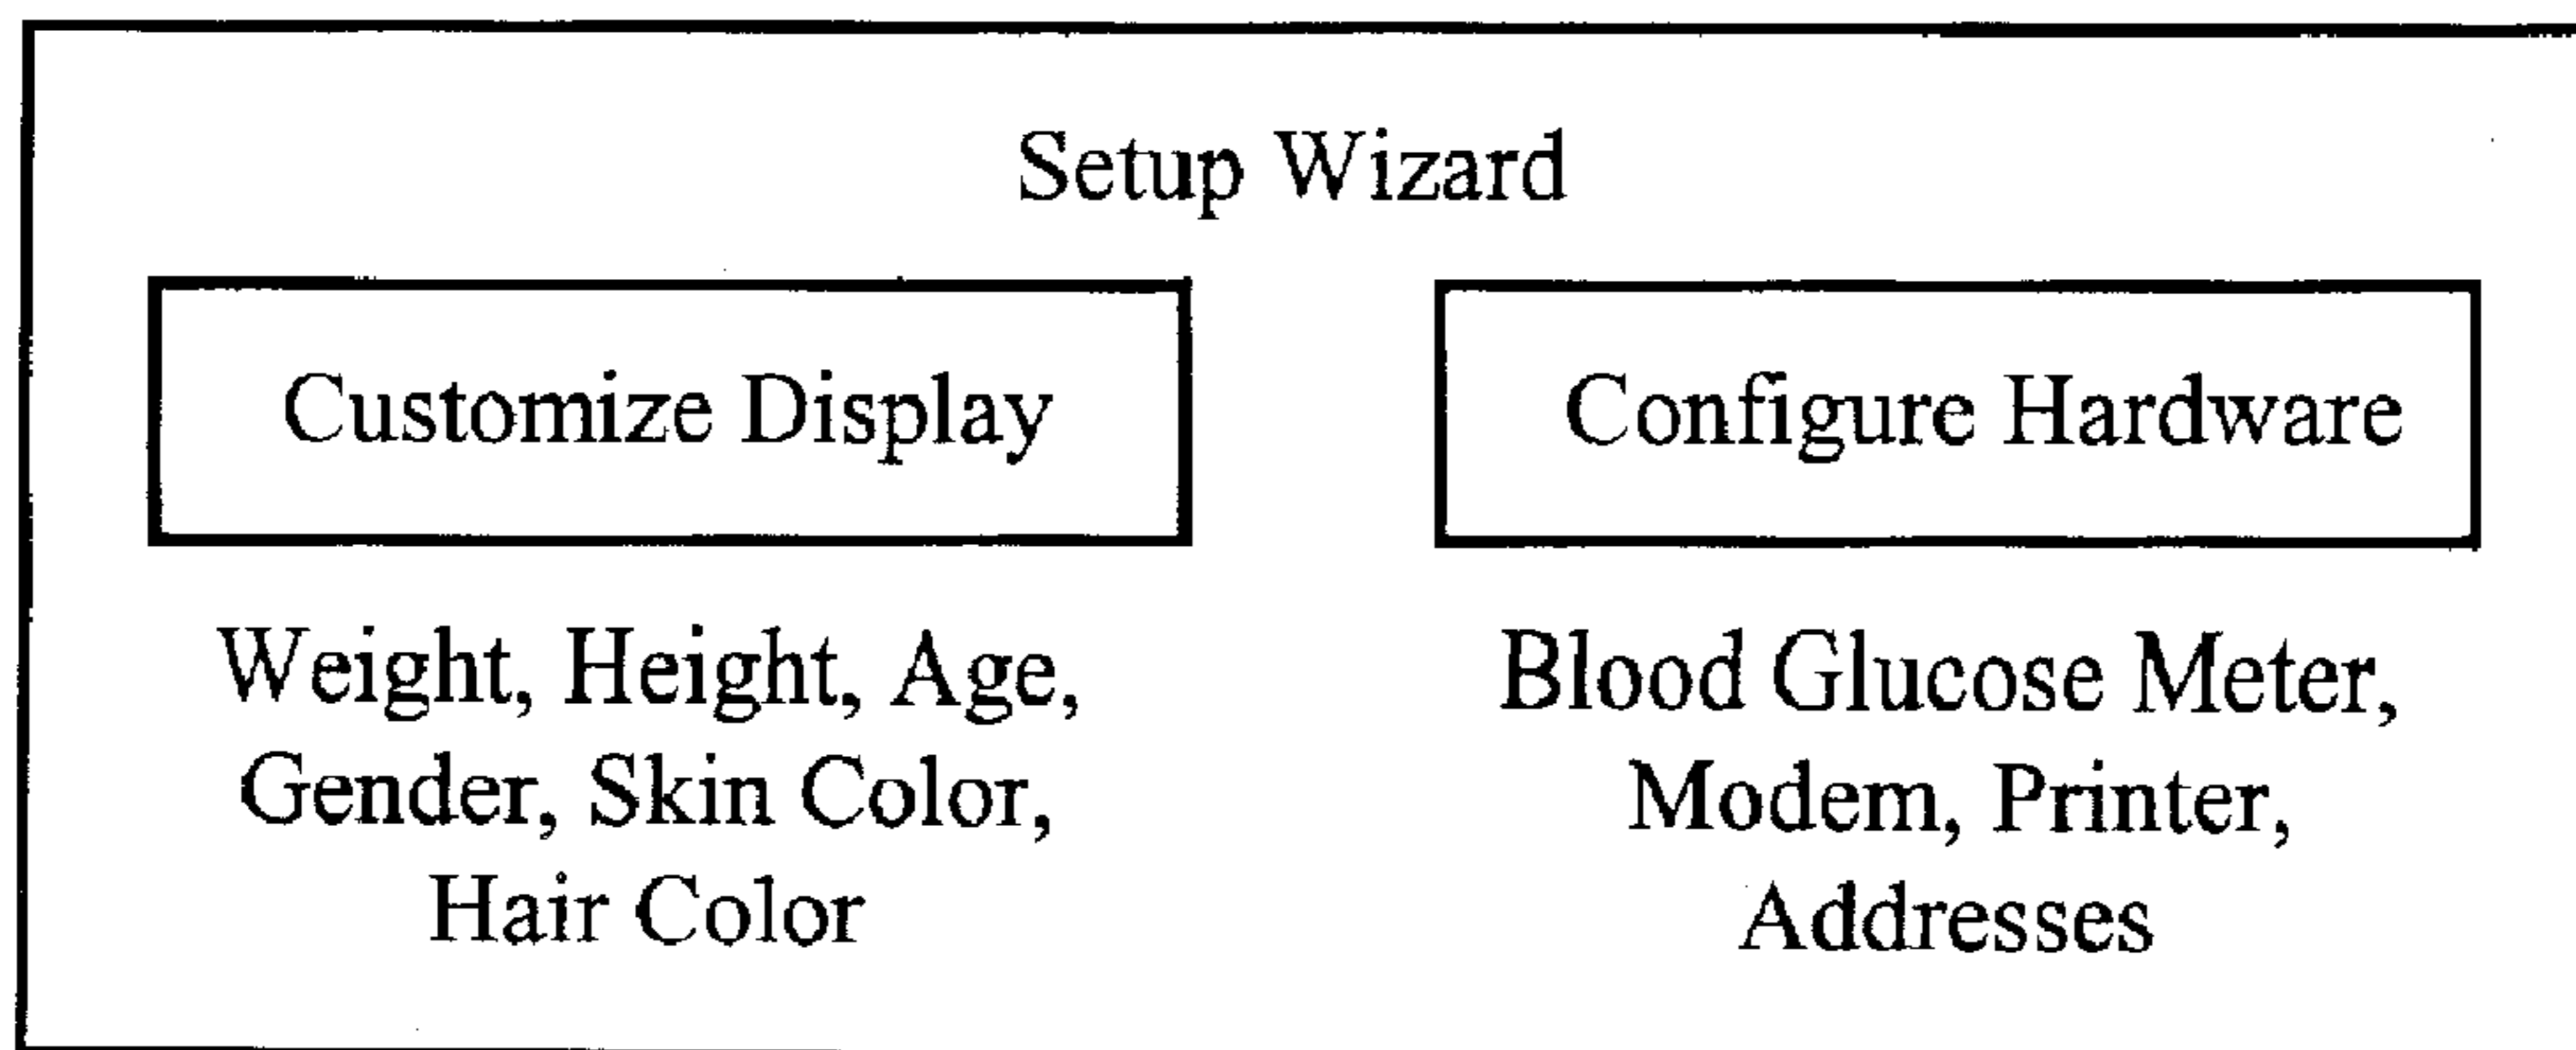 Setup Wizard
Customize Display
Configure Hardware
Weight, Height, Age,
Gender, Skin Color,
Hair Color
Blood Glucose Meter,
Modem, Printer,
Addresses